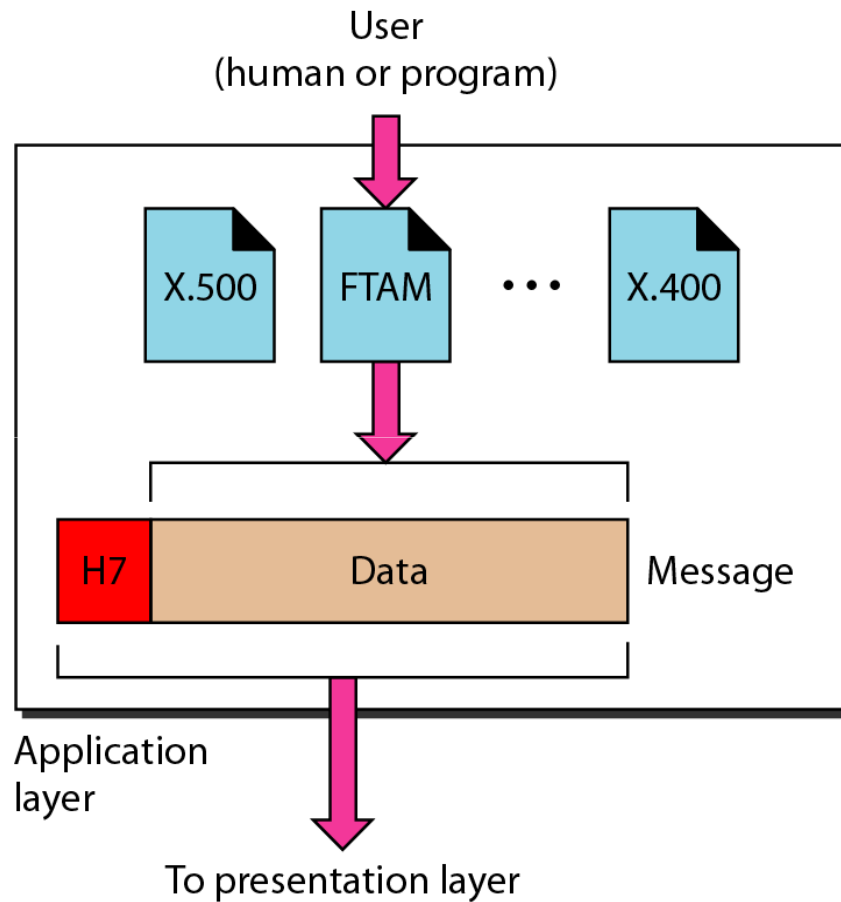 User
(human or program)
X.500
FTAM
...
X.400
H7
Data
Message
Application
layer
To presentation layer